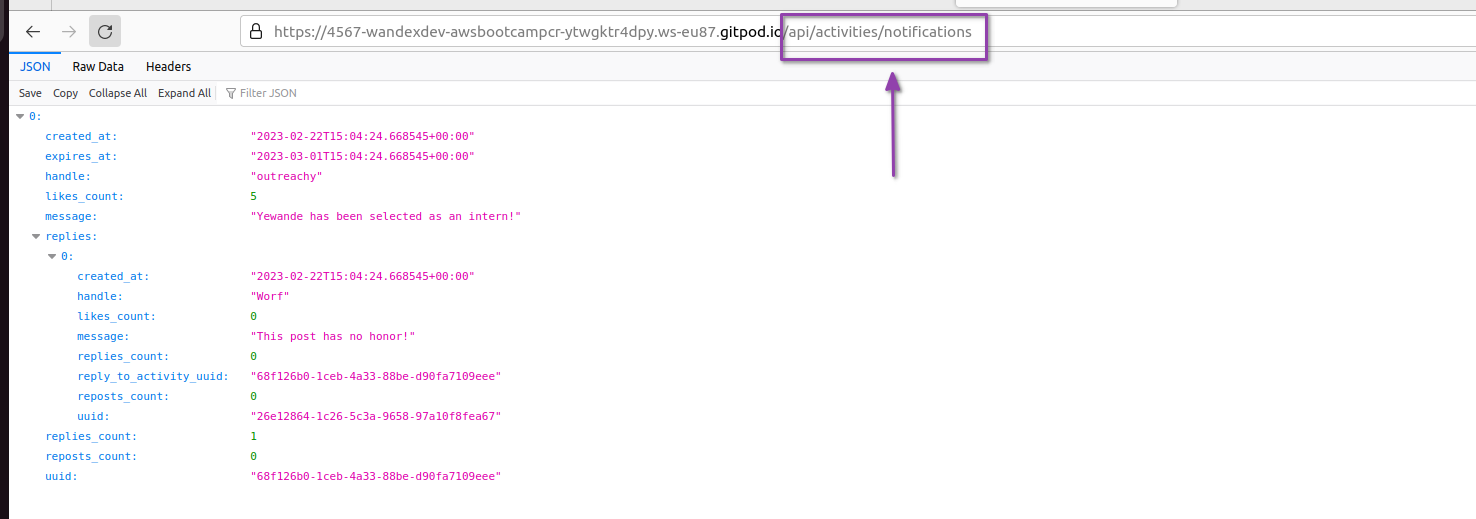 https://4567-wandexdev-awsbootcampcr-ytwgktr4dpy.ws-eu87.gitpod.io/api/activities/notifications
JSON Raw Data Headers
Save Copy Collapse All Expand All Filter JSON
0:
created_at: "2023-02-22T15:04:24.668545+00:00"
expires_at: "2023-03-01T15:04:24.668545+00:00"
handle: "outreachy"
likes_count: 5
message: "Yewande has been selected as an intern!"
replies:
0:
created_at: "2023-02-22T15:04:24.668545+00:00"
handle: "Worf"
likes_count: 0
message: "This post has no honor!"
replies_count: 0
reply_to_activity_uuid: "68f126b0-1ceb-4a33-88be-d90fa7109eee"
reposts_count: 0
uuid: "26e12864-1c26-5c3a-9658-97a10f8fea67"
replies_count: 1
reposts_count: 0
uuid: "68f126b0-1ceb-4a33-88be-d90fa7109eee"